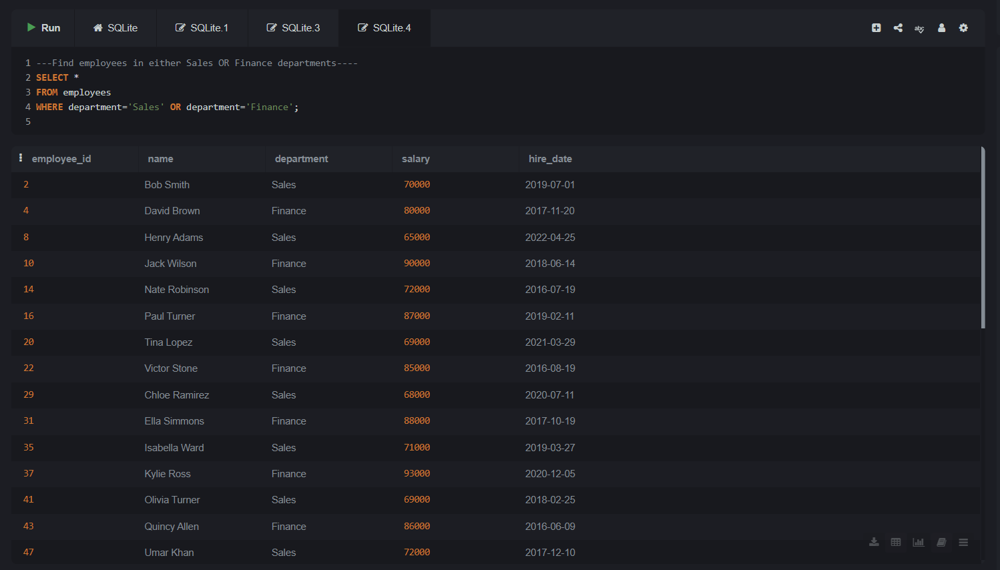 Run SQLite SQLite.1 SQLite.3 SQLite.4 abc
1 ---Find employees in either Sales OR Finance departments----
2 SELECT *
3 FROM employees
4 WHERE department='Sales' OR department='Finance';
5
employee_id name department salary hire_date
2 Bob Smith Sales 70000 2019-07-01
4 David Brown Finance 80000 2017-11-20
8 Henry Adams Sales 65000 2022-04-25
10 Jack Wilson Finance 90000 2018-06-14
14 Nate Robinson Sales 72000 2016-07-19
16 Paul Turner Finance 87000 2019-02-11
20 Tina Lopez Sales 69000 2021-03-29
22 Victor Stone Finance 85000 2016-08-19
29 Chloe Ramirez Sales 68000 2020-07-11
31 Ella Simmons Finance 88000 2017-10-19
35 Isabella Ward Sales 71000 2019-03-27
37 Kylie Ross Finance 93000 2020-12-05
41 Olivia Turner Sales 69000 2018-02-25
43 Quincy Allen Finance 86000 2016-06-09
47 Umar Khan Sales 72000 2017-12-10